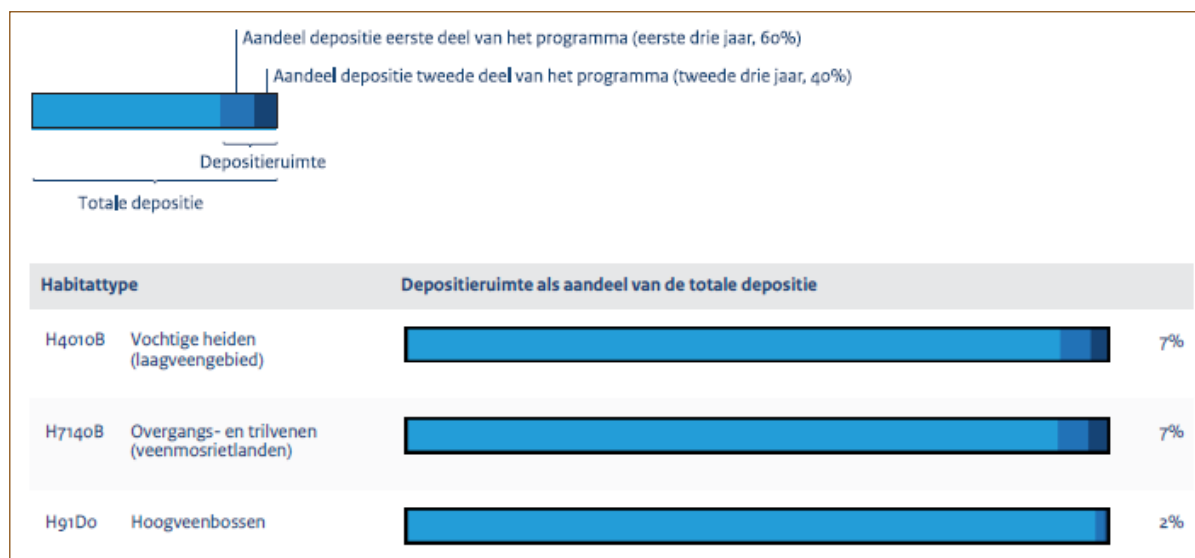 Aandeel depositie eerste deel van het programma (eerste drie jaar, 60%)
Aandeel depositie tweede deel van het programma (tweede drie jaar, 40%)
Depositieruimte
Totale depositie
Habitattype Depositieruimte als aandeel van de totale depositie
H4010B Vochtige heiden 7%
(laagveengebied)
H7140B Overgangs- en trilvenen 7%
(veenmosrietlanden)
H91D0 Hoogveenbossen 2%